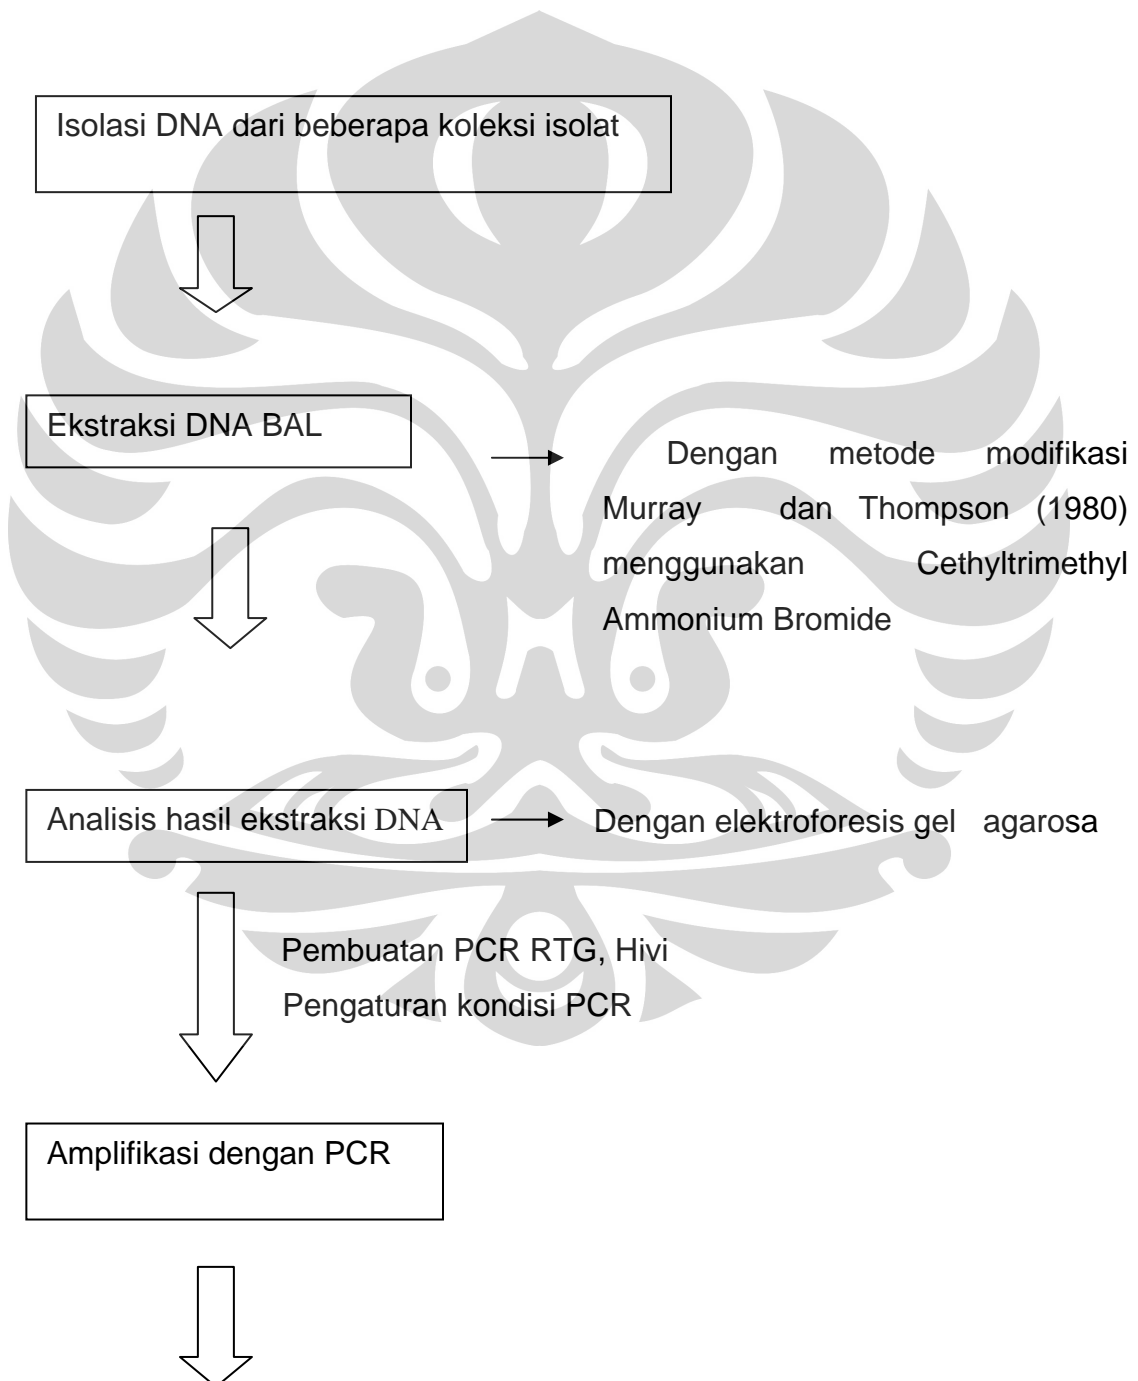 Isolasi DNA dari beberapa koleksi isolat
Ekstraksi DNA BAL
Dengan metode modifikasi
Murray dan Thompson (1980)
menggunakan Cethyltrimethyl
Ammonium Bromide
Analisis hasil ekstraksi DNA
Dengan elektroforesis gel agarosa
Pembuatan PCR RTG, Hivi
Pengaturan kondisi PCR
Amplifikasi dengan PCR